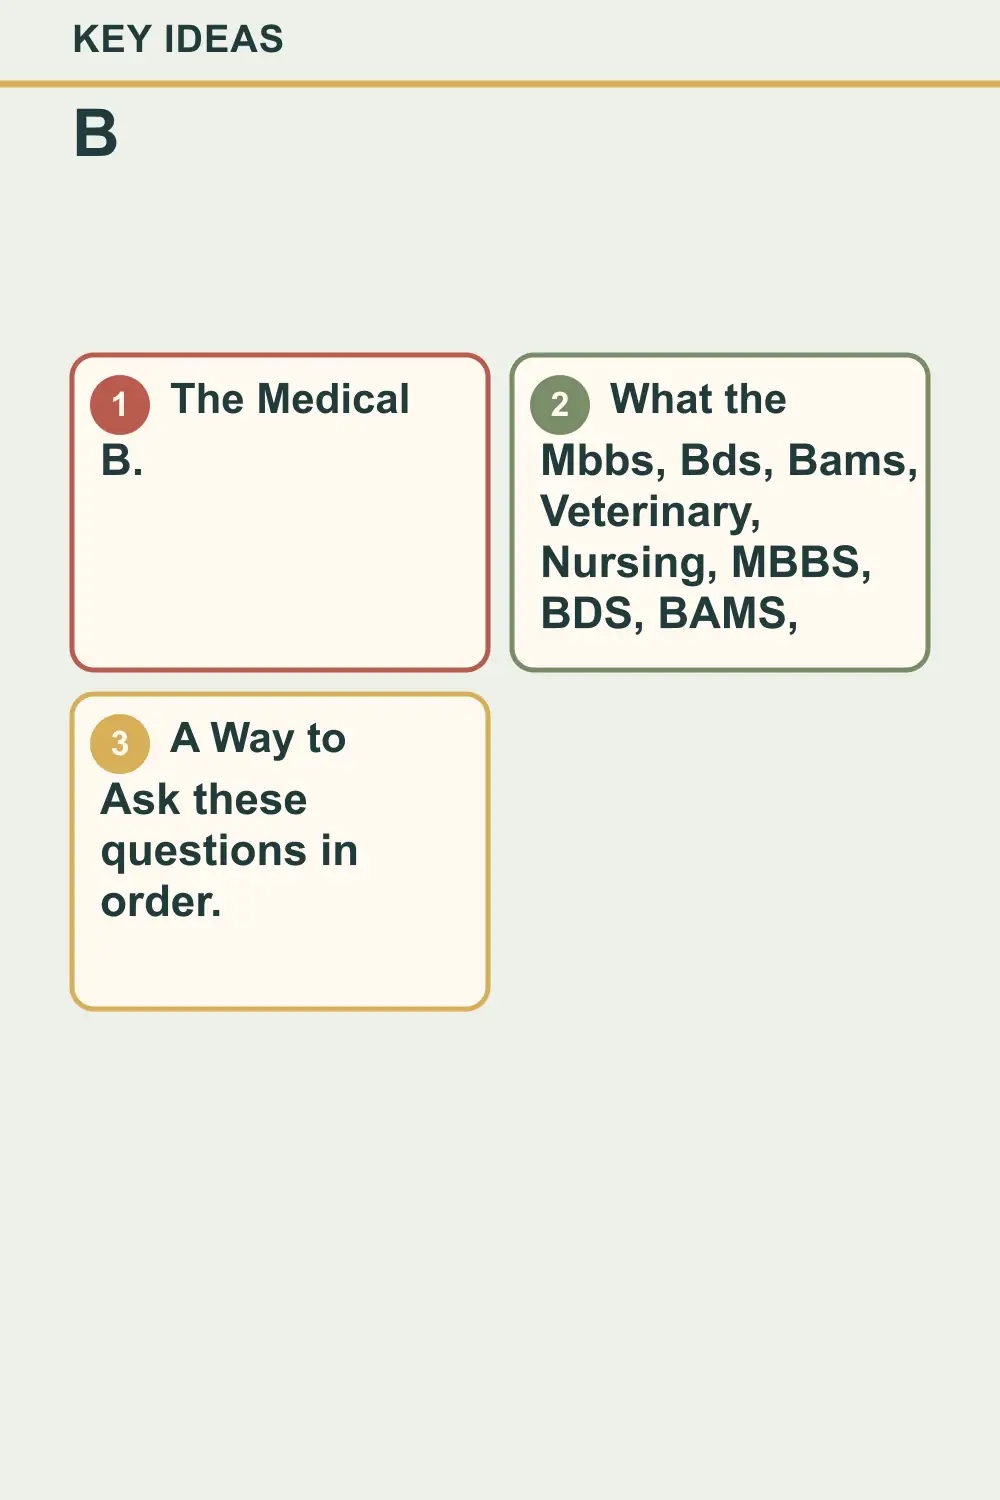 KEY IDEAS
B
1 The Medical
B.
2 What the
Mbbs, Bds, Bams,
Veterinary,
Nursing, MBBS,
BDS, BAMS,
3 A Way to
Ask these
questions in
order.